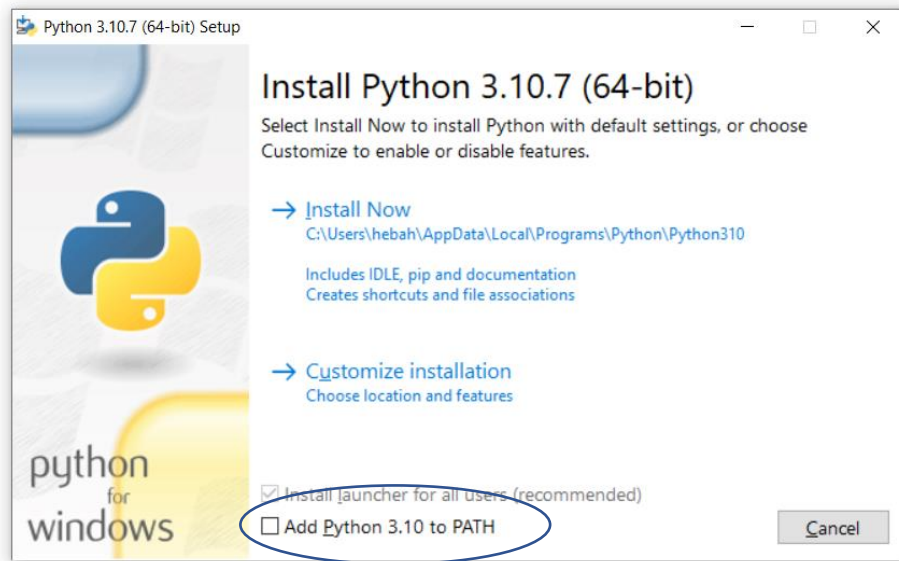 Python 3.10.7 (64-bit) Setup
Install Python 3.10.7 (64-bit)
Select Install Now to install Python with default settings, or choose
Customize to enable or disable features.
Install Now
C:\Users\hebah\AppData\Local\Programs\Python\Python310
Includes IDLE, pip and documentation
Creates shortcuts and file associations
Customize installation
Choose location and features
Install launcher for all users (recommended)
Add Python 3.10 to PATH
Cancel
python
for
windows